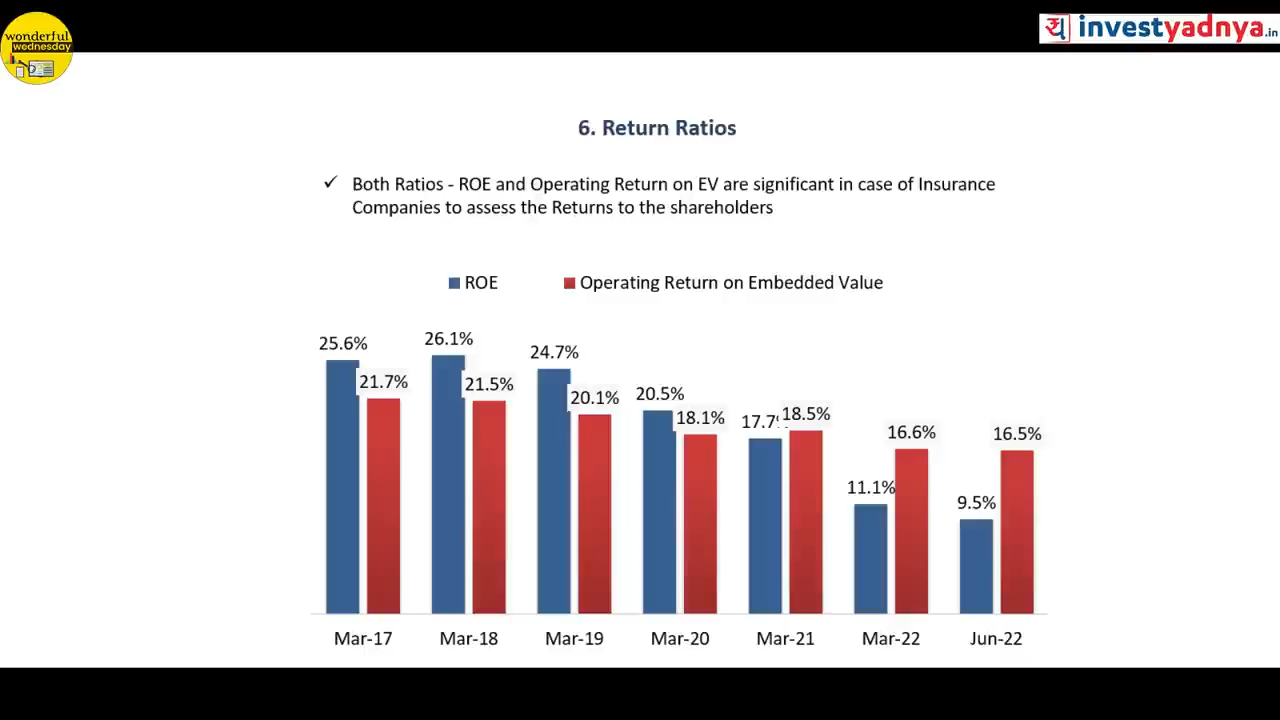 wonderful
wednesday
investyadnya.in
6. Return Ratios
✓ Both Ratios - ROE and Operating Return on EV are significant in case of Insurance
Companies to assess the Returns to the shareholders
ROE Operating Return on Embedded Value
25.6% 21.7% 26.1% 21.5% 24.7% 20.1% 20.5% 18.1% 17.7% 18.5% 11.1% 16.6% 9.5% 16.5%
Mar-17 Mar-18 Mar-19 Mar-20 Mar-21 Mar-22 Jun-22